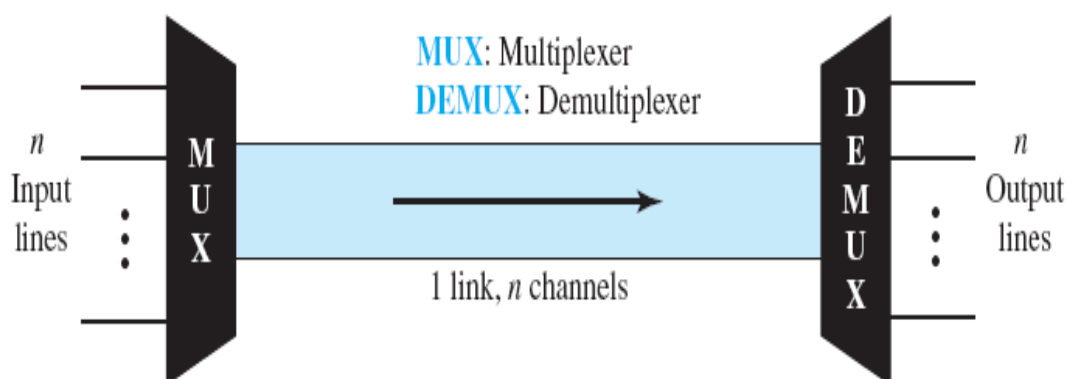 MUX: Multiplexer
DEMUX: Demultiplexer
n
Input
lines
M
U
X
1 link, n channels
D
E
M
U
X
n
Output
lines